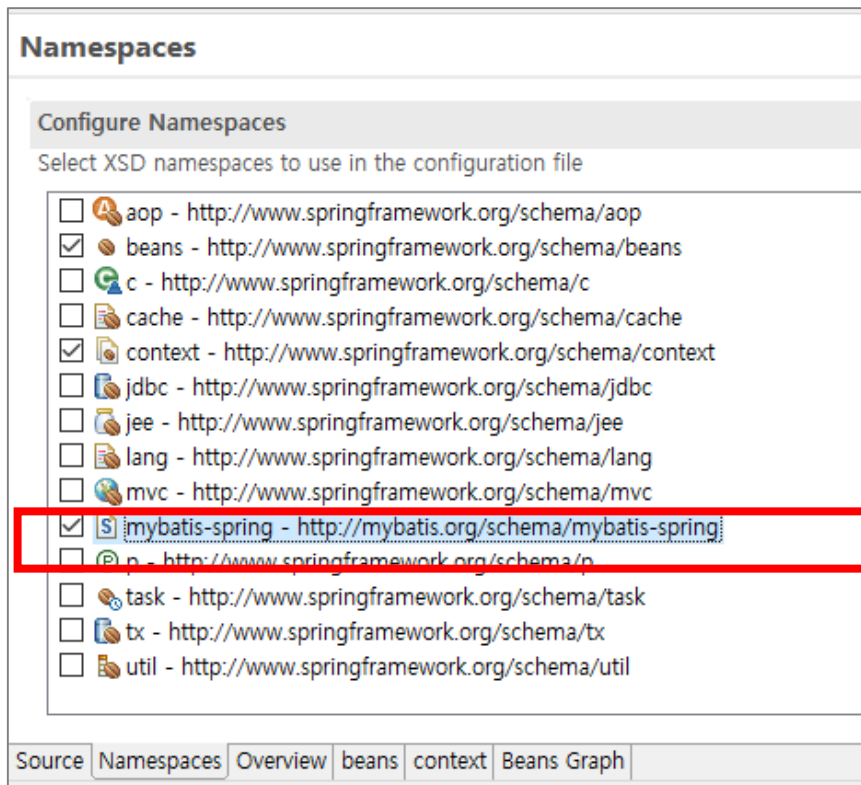 Namespaces
Configure Namespaces
Select XSD namespaces to use in the configuration file
aop - http://www.springframework.org/schema/aop
beans - http://www.springframework.org/schema/beans
c - http://www.springframework.org/schema/c
cache - http://www.springframework.org/schema/cache
context - http://www.springframework.org/schema/context
jdbc - http://www.springframework.org/schema/jdbc
jee - http://www.springframework.org/schema/jee
lang - http://www.springframework.org/schema/lang
mvc - http://www.springframework.org/schema/mvc
mybatis-spring - http://mybatis.org/schema/mybatis-spring
p - http://www.springframework.org/schema/p
task - http://www.springframework.org/schema/task
tx - http://www.springframework.org/schema/tx
util - http://www.springframework.org/schema/util
Source Namespaces Overview beans context Beans Graph